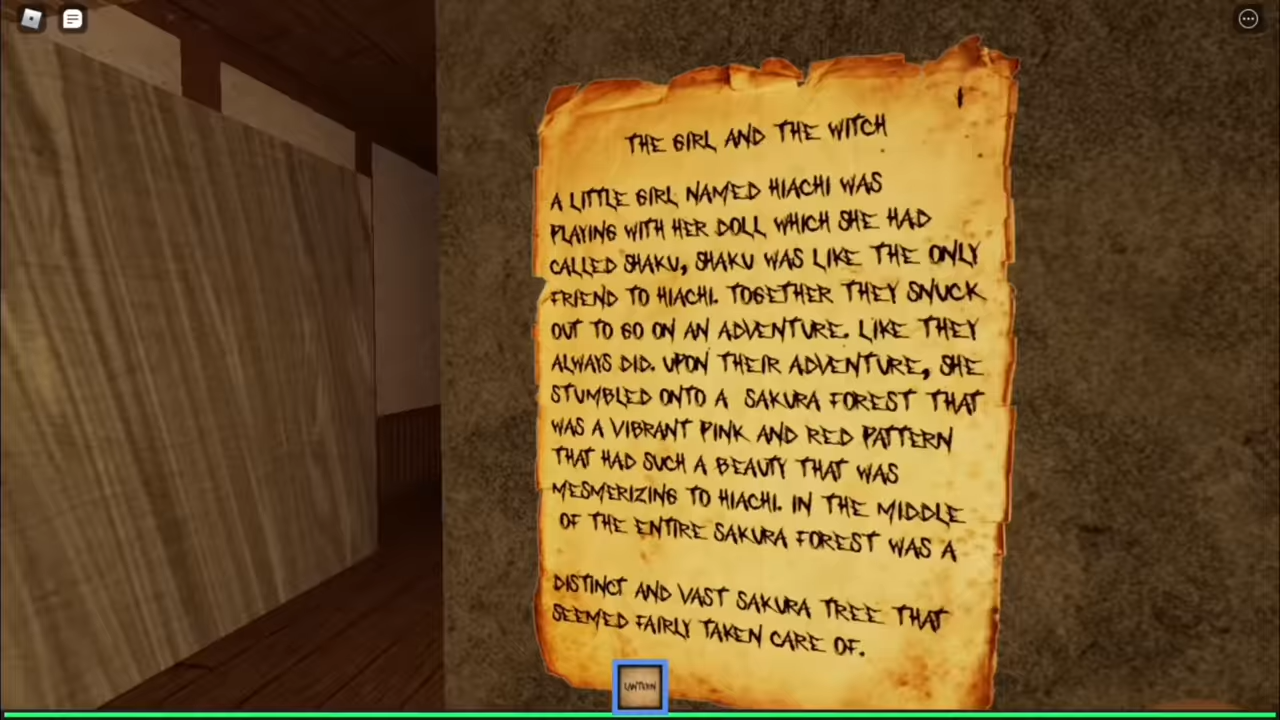 1
THE GIRL AND THE WITCH
A LITTLE GIRL NAMED HIACHI WAS
PLAYING WITH HER DOLL WHICH SHE HAD
CALLED SHAKU, SHAKU WAS LIKE THE ONLY
FRIEND TO HIACHI. TOGETHER THEY SNUCK
OUT TO GO ON AN ADVENTURE. LIKE THEY
ALWAYS DID. UPON THEIR ADVENTURE, SHE
STUMBLED ONTO A SAKURA FOREST THAT
WAS A VIBRANT PINK AND RED PATTERN
THAT HAD SUCH A BEAUTY THAT WAS
MESMERIZING TO HIACHI. IN THE MIDDLE
OF THE ENTIRE SAKURA FOREST WAS A
DISTINCT AND VAST SAKURA TREE THAT
SEEMED FAIRLY TAKEN CARE OF.
LANTERN